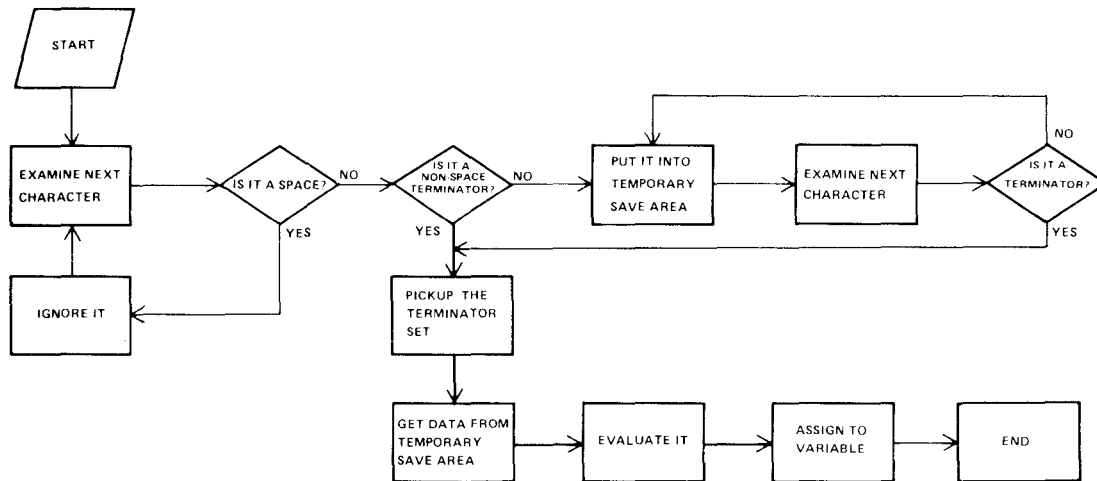 START
EXAMINE NEXT
CHARACTER
IS IT A SPACE?
NO
YES
IGNORE IT
IS IT A
NON-SPACE
TERMINATOR?
NO
YES
PUT IT INTO
TEMPORARY
SAVE AREA
EXAMINE NEXT
CHARACTER
NO
IS IT A
TERMINATOR?
YES
PICKUP THE
TERMINATOR
SET
GET DATA FROM
TEMPORARY
SAVE AREA
EVALUATE IT
ASSIGN TO
VARIABLE
END